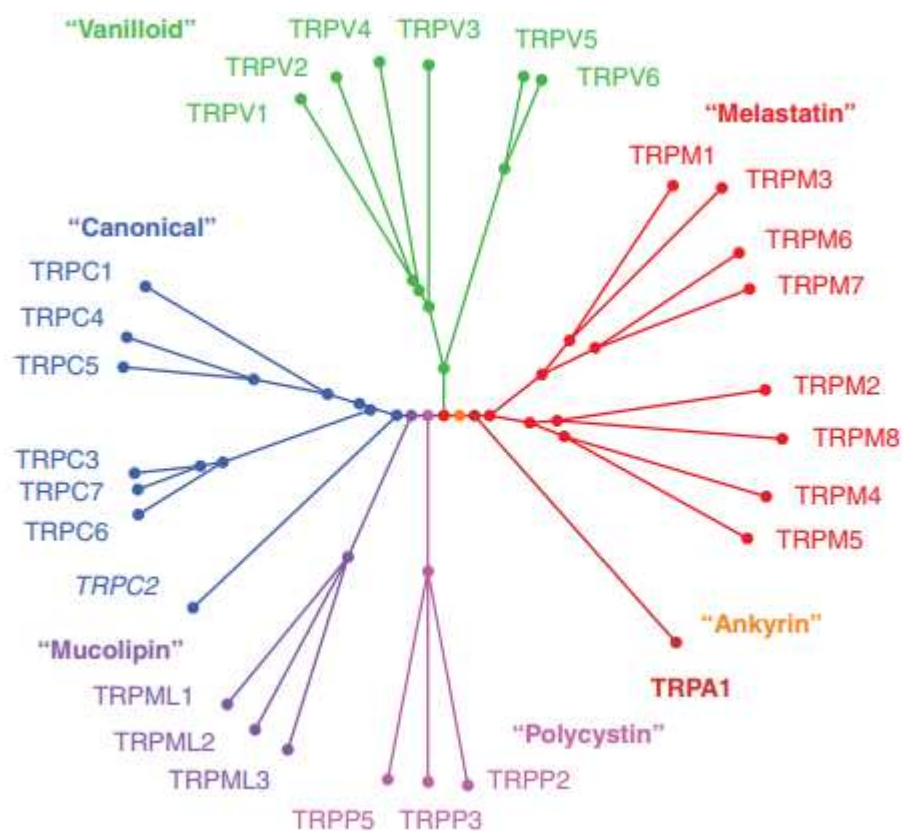 “Vanilloid”
TRPV4
TRPV3
TRPV5
TRPV2
TRPV6
TRPV1
“Melastatin”
TRPM1
TRPM3
TRPM6
TRPM7
TRPM2
TRPM8
TRPM4
TRPM5
“Canonical”
TRPC1
TRPC4
TRPC5
TRPC3
TRPC7
TRPC6
TRPC2
“Ankyrin”
TRPA1
“Mucolipin”
TRPML1
TRPML2
TRPML3
“Polycystin”
TRPP2
TRPP5
TRPP3